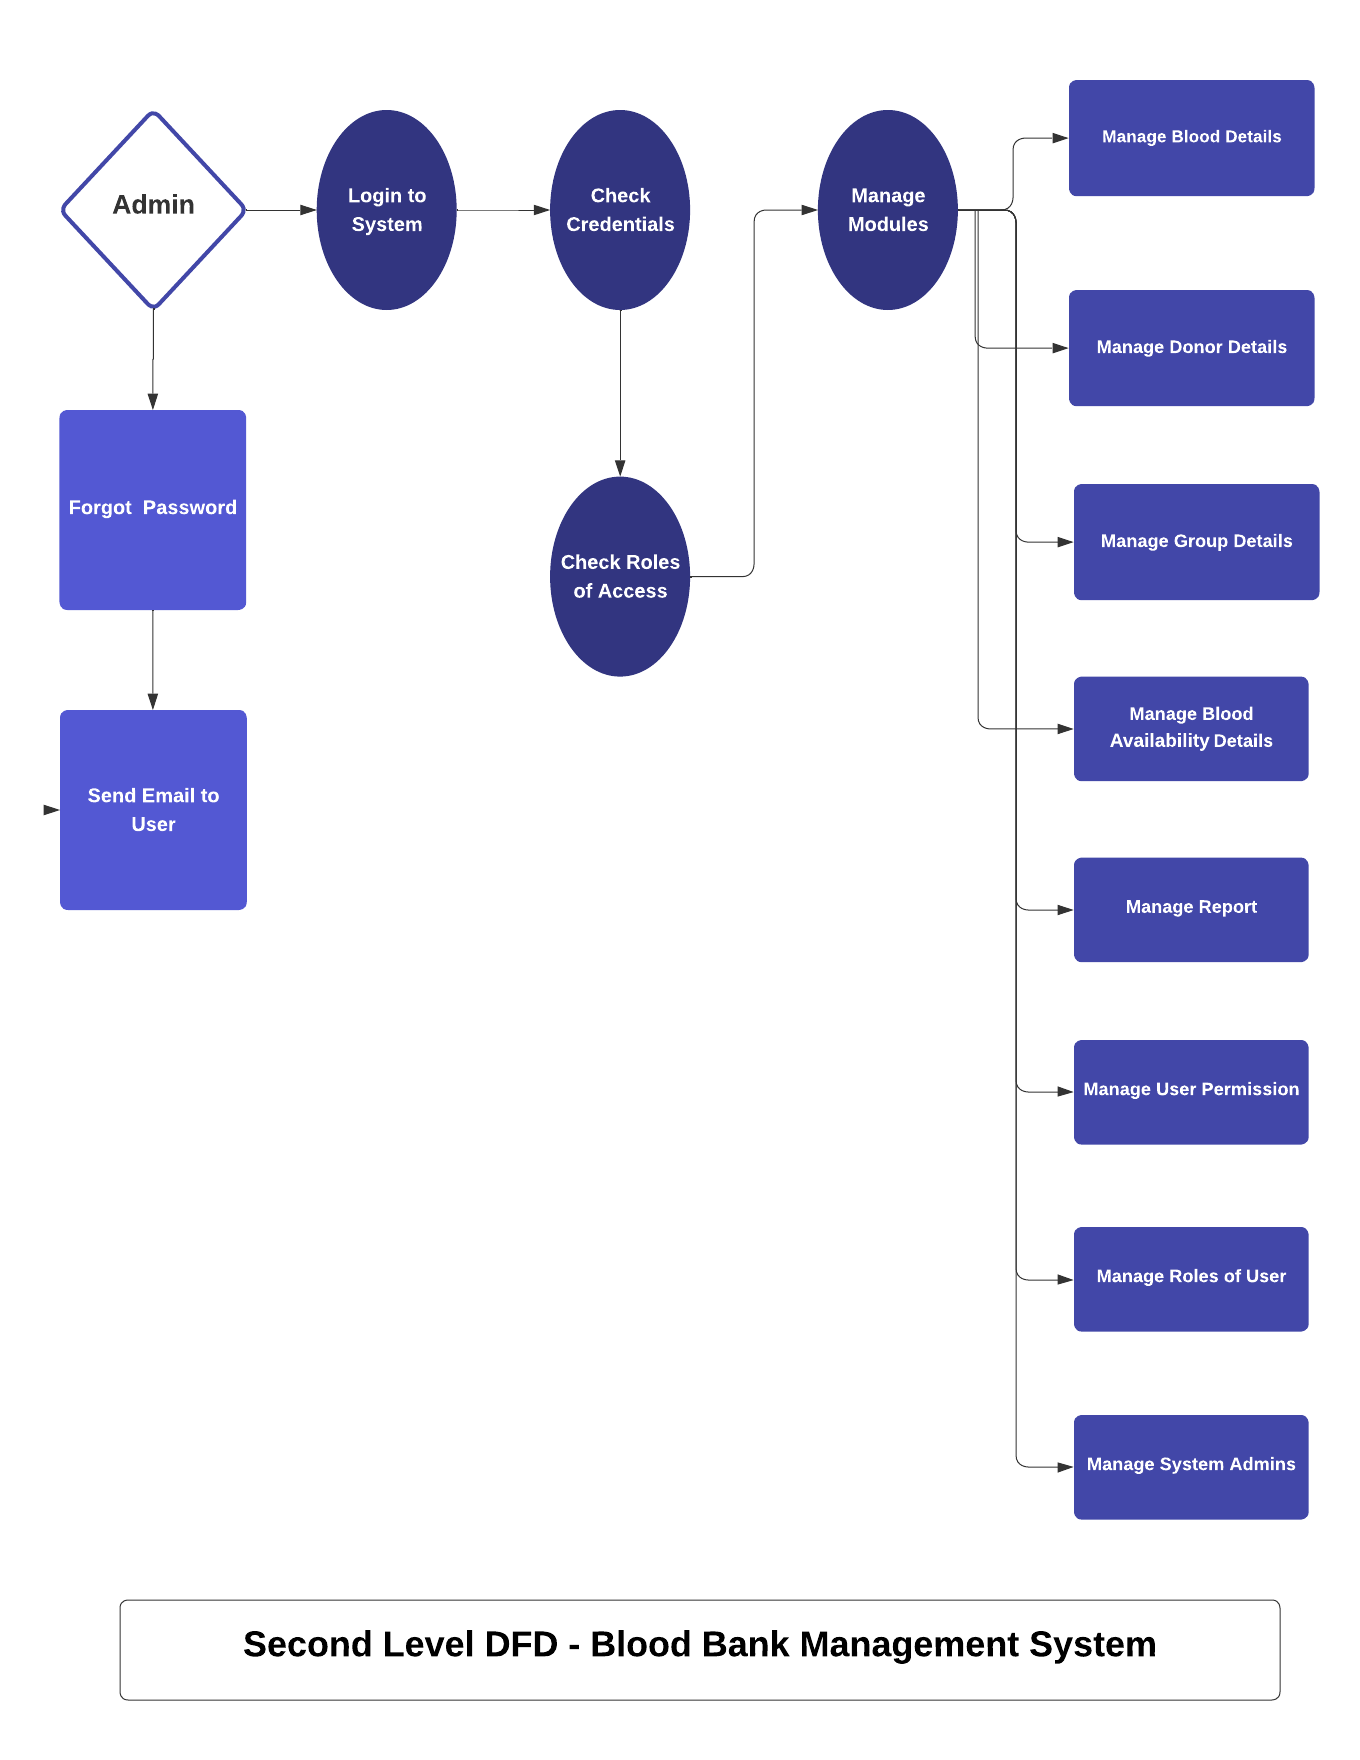 Admin
Login to
System
Check
Credentials
Manage
Modules
Manage Blood Details
Manage Donor Details
Forgot  Password
Check Roles
of Access
Manage Group Details
Manage Blood
Availability Details
Send Email to
User
Manage Report
Manage User Permission
Manage Roles of User
Manage System Admins
Second Level DFD - Blood Bank Management System